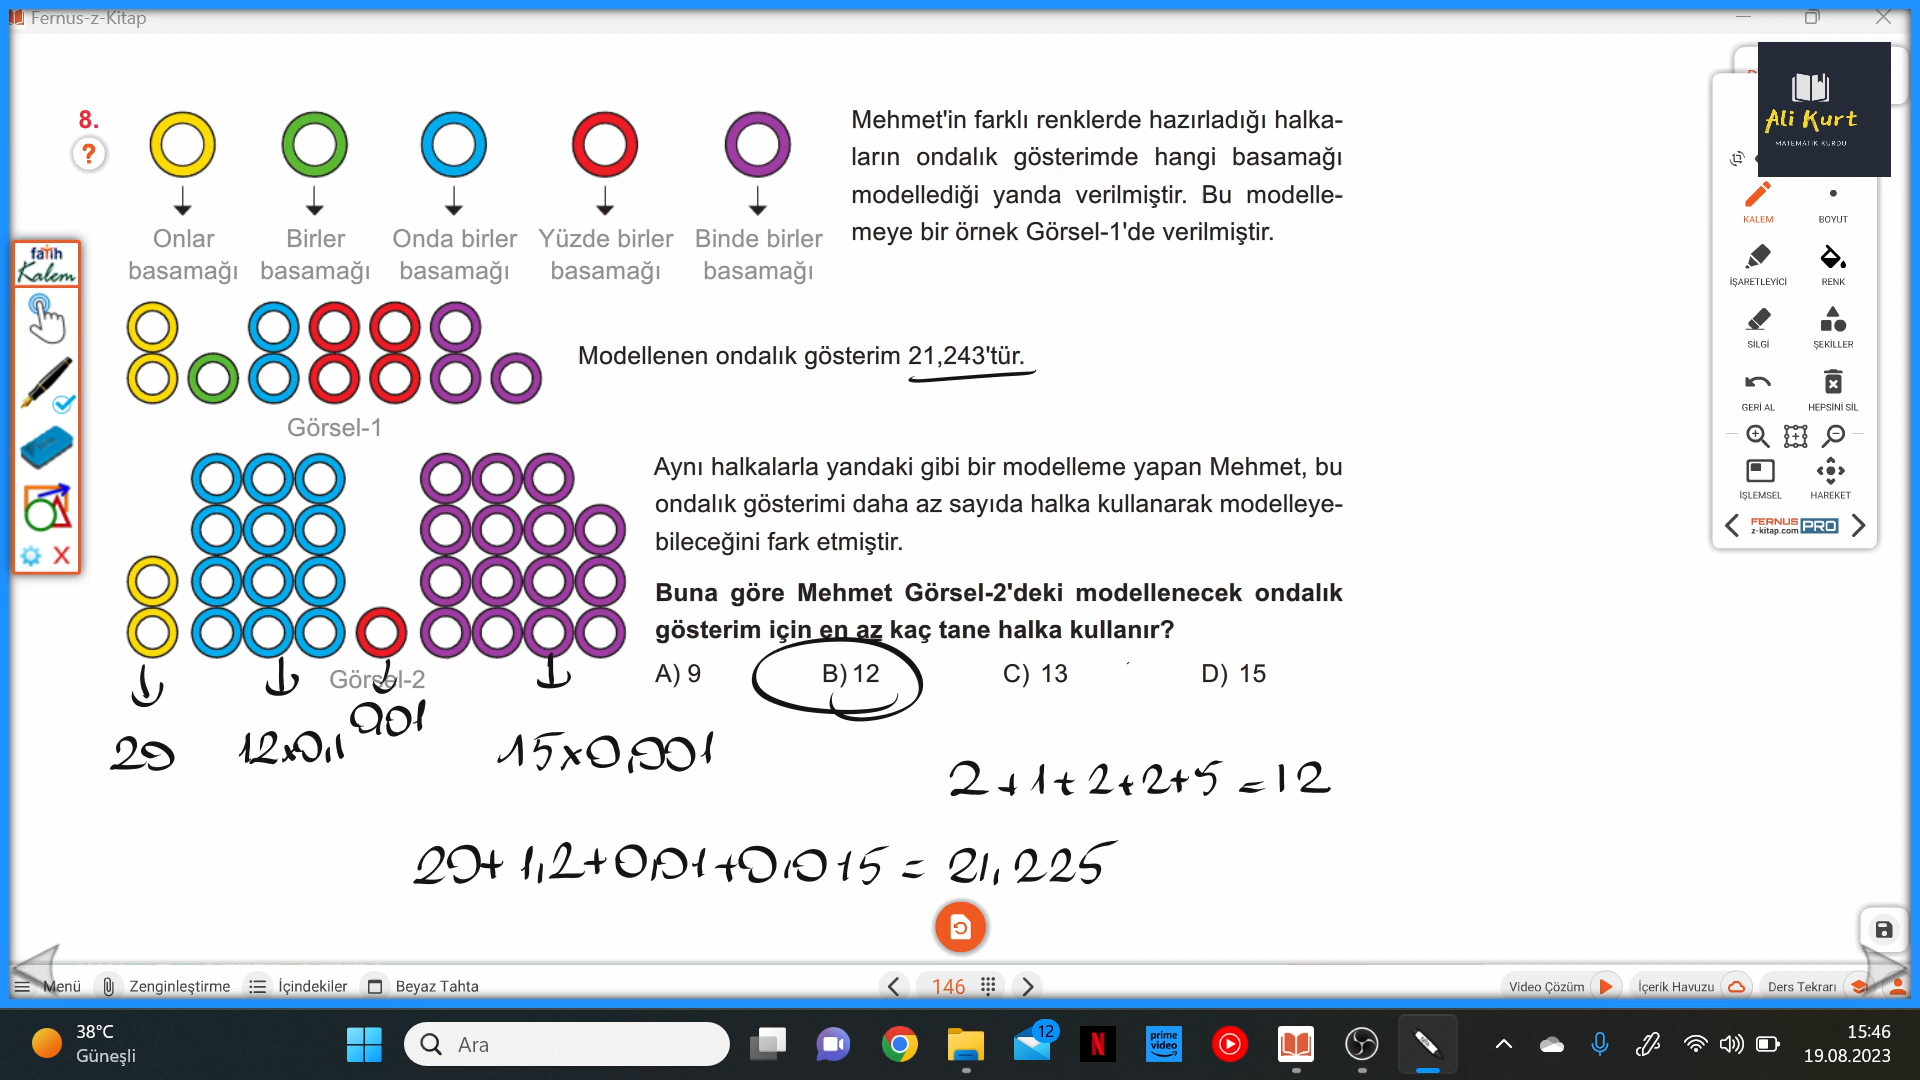 Fernus-z-Kitap
8.
?
Onlar basamağı
Birler basamağı
Onda birler basamağı
Yüzde birler basamağı
Binde birler basamağı
Mehmet'in farklı renklerde hazırladığı halka-
ların ondalık gösterimde hangi basamağı
modellediği yanda verilmiştir. Bu modelle-
meye bir örnek Görsel-1'de verilmiştir.
Modellenen ondalık gösterim 21,243'tür.
Görsel-1
Aynı halkalarla yandaki gibi bir modelleme yapan Mehmet, bu
ondalık gösterimi daha az sayıda halka kullanarak modelleye-
bileceğini fark etmiştir.
Buna göre Mehmet Görsel-2'deki modellenecek ondalık
gösterim için en az kaç tane halka kullanır?
Görsel-2
A) 9 B) 12 C) 13 D) 15
20 12x0,1 0,01 15x0,001
2+1+2+2+5=12
20+1,2+0,01+0,015=21,225
fatih
Kalem
Ali Kurt
MATEMATİK KURDU
KALEM BOYUT
İŞARETLEYİCİ RENK
SİLGİ ŞEKİLLER
GERİ AL HEPSİNİ SİL
İŞLEMSEL HAREKET
FERNUS PRO
z-kitap.com
Menü Zenginleştirme İçindekiler Beyaz Tahta 146 Video Çözüm İçerik Havuzu Ders Tekrarı
38°C
Güneşli
Ara
12
N
prime video
15:46
19.08.2023